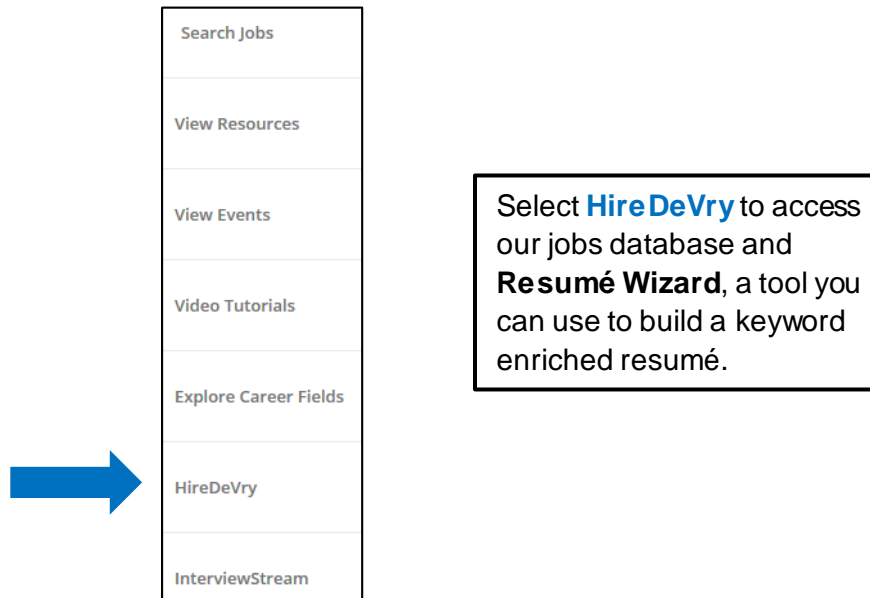 Search Jobs
View Resources
View Events
Video Tutorials
Explore Career Fields
HireDeVry
InterviewStream
Select HireDeVry to access
our jobs database and
Resumé Wizard, a tool you
can use to build a keyword
enriched resumé.